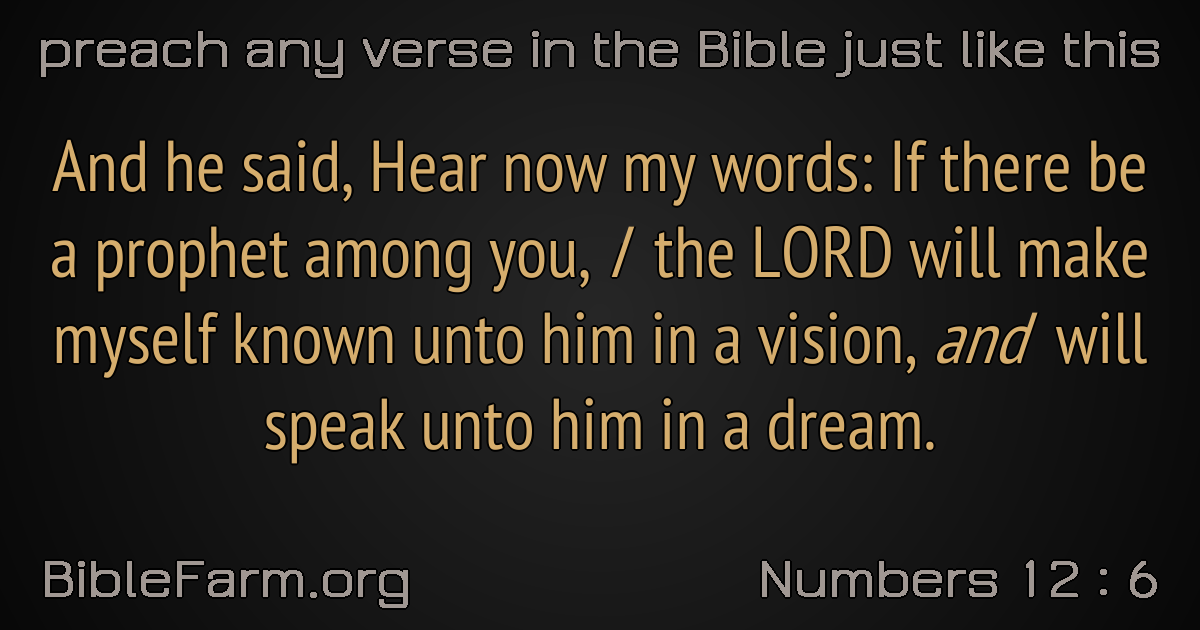 preach any verse in the Bible just like this
And he said, Hear now my words: If there be
a prophet among you, / the LORD will make
myself known unto him in a vision, and will
speak unto him in a dream.
BibleFarm.org
Numbers 12 : 6